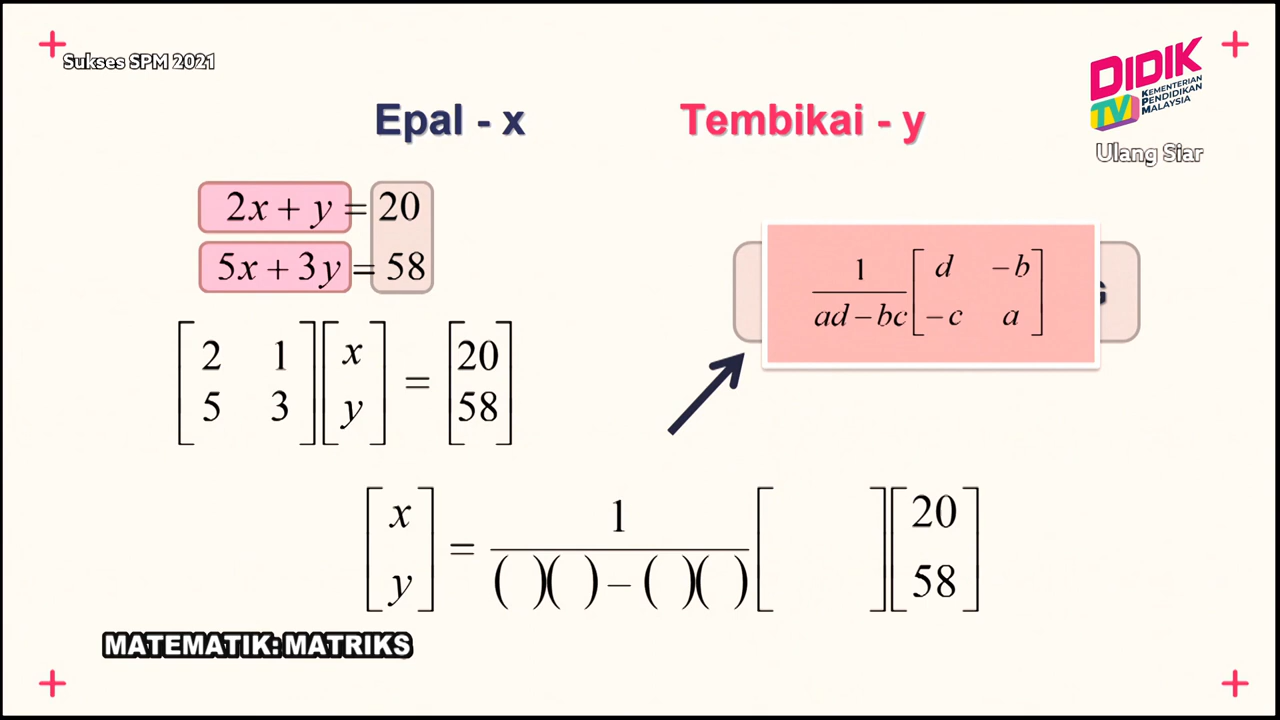 Sukses SPM 2021
DIDIK
TV
KEMENTERIAN
PENDIDIKAN
MALAYSIA
Ulang Siar
Epal - x
Tembikai - y
2x + y = 20
5x + 3y = 58
1
ad − bc
d −b
−c a
2 1
5 3
x
y
=
20
58
x
y
=
1
( )( ) − ( )( )
20
58
MATEMATIK: MATRIKS